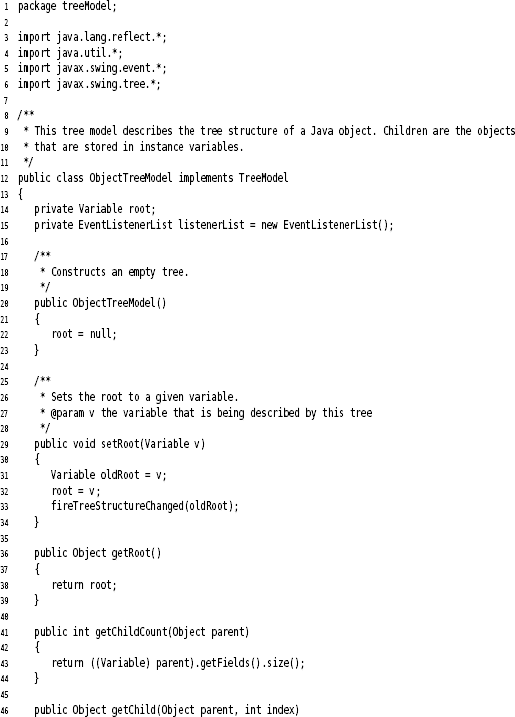 1 package treeModel;
2
3 import java.lang.reflect.*;
4 import java.util.*;
5 import javax.swing.event.*;
6 import javax.swing.tree.*;
7
8 /**
9  * This tree model describes the tree structure of a Java object. Children are the objects
10  * that are stored in instance variables.
11  */
12 public class ObjectTreeModel implements TreeModel
13 {
14    private Variable root;
15    private EventListenerList listenerList = new EventListenerList();
16
17    /**
18     * Constructs an empty tree.
19     */
20    public ObjectTreeModel()
21    {
22       root = null;
23    }
24
25    /**
26     * Sets the root to a given variable.
27     * @param v the variable that is being described by this tree
28     */
29    public void setRoot(Variable v)
30    {
31       Variable oldRoot = v;
32       root = v;
33       fireTreeStructureChanged(oldRoot);
34    }
35
36    public Object getRoot()
37    {
38       return root;
39    }
40
41    public int getChildCount(Object parent)
42    {
43       return ((Variable) parent).getFields().size();
44    }
45
46    public Object getChild(Object parent, int index)